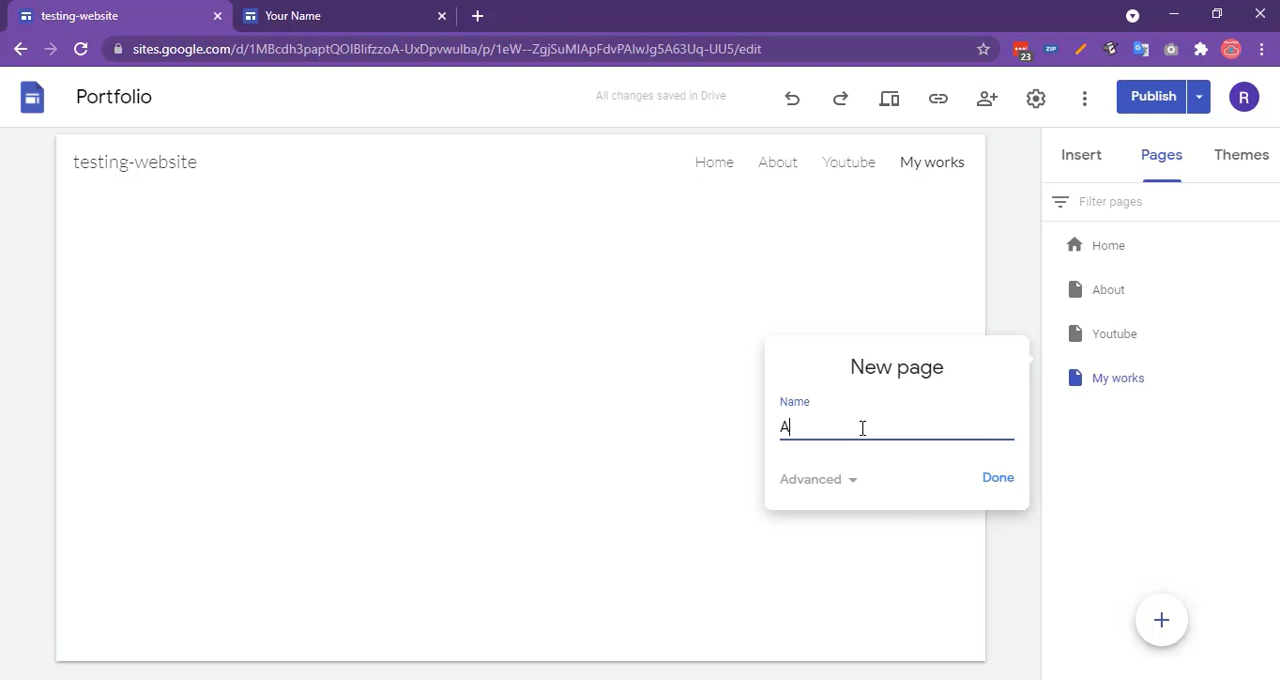 testing-website
Your Name
sites.google.com/d/1MBcdh3paptQOIBlifzzoA-UxDpvwulba/p/1eW--ZgjSuMIApFdvPAlwJg5A63Uq-UU5/edit
23
ZIP
Portfolio
All changes saved in Drive
Publish
R
testing-website
Home
About
Youtube
My works
Insert
Pages
Themes
Filter pages
Home
About
Youtube
My works
New page
Name
A
Advanced
Done